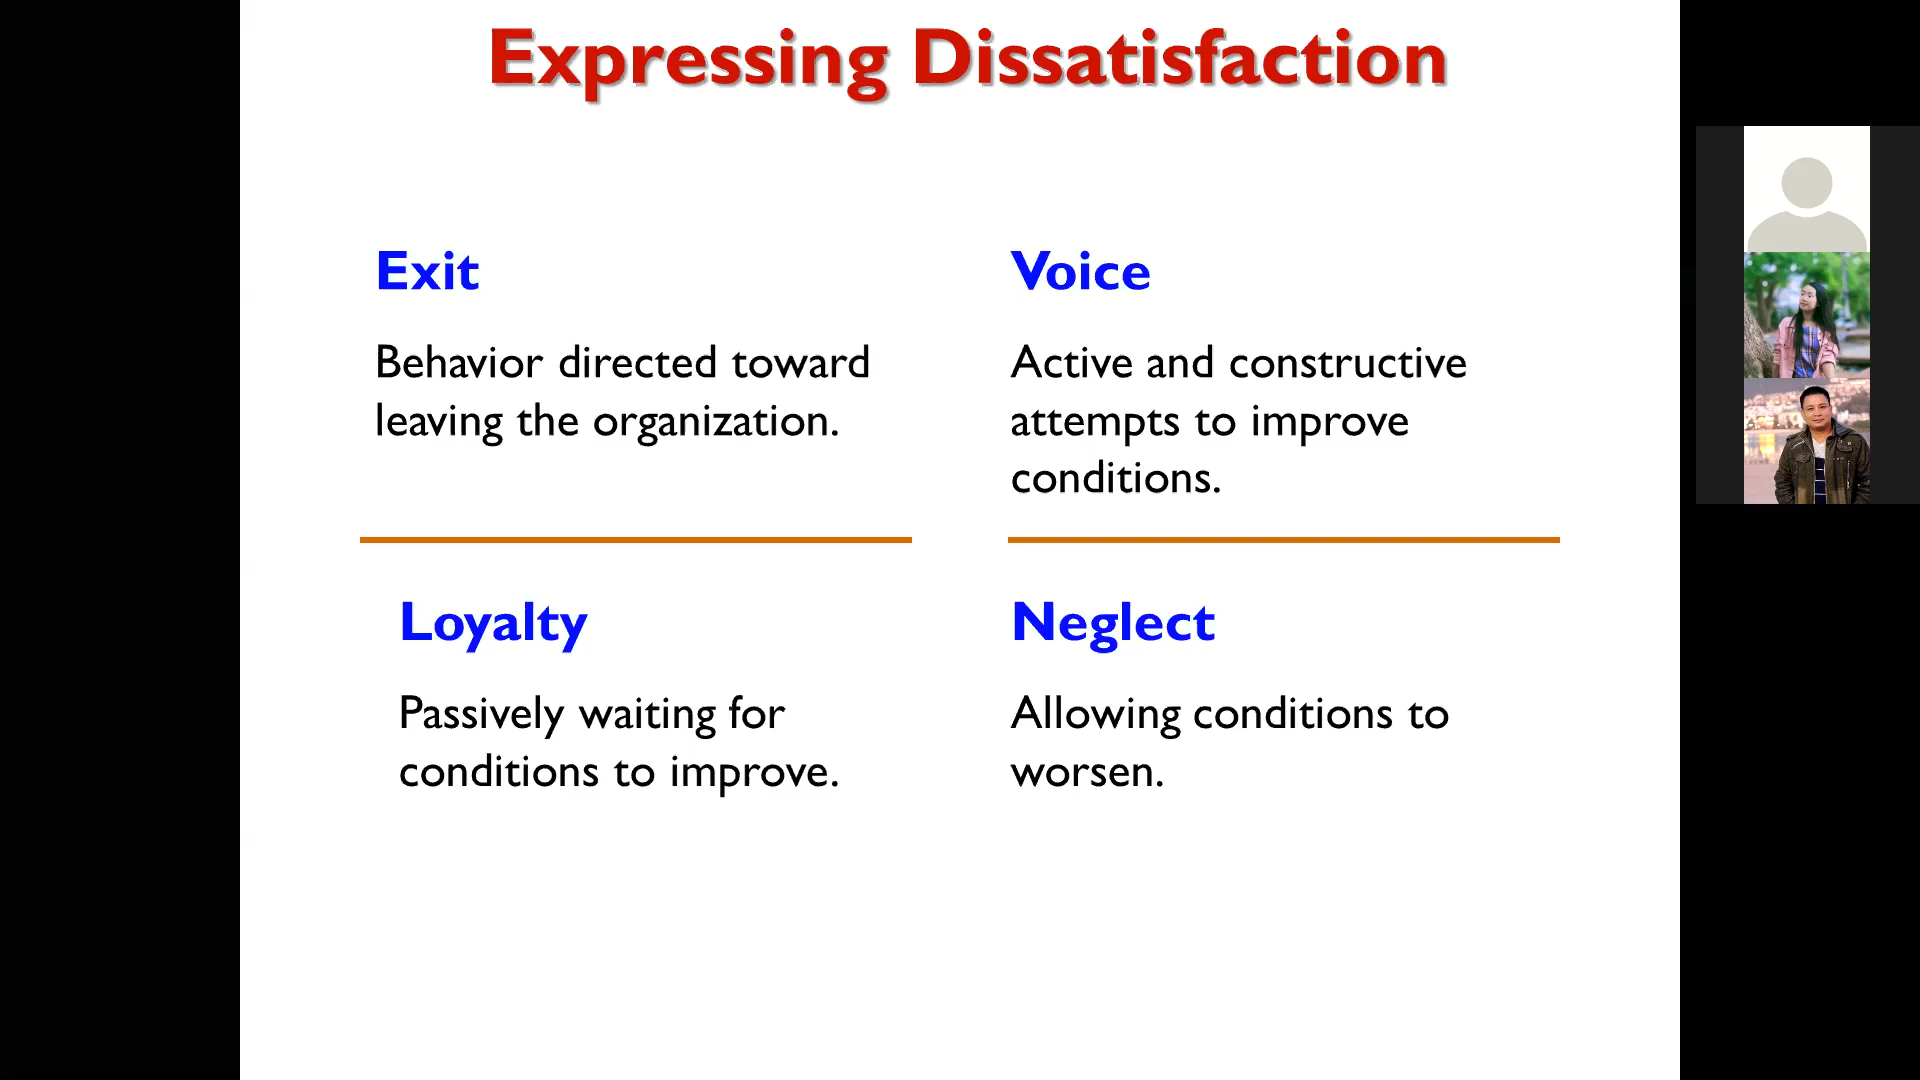 Expressing Dissatisfaction
Exit
Behavior directed toward
leaving the organization.
Voice
Active and constructive
attempts to improve
conditions.
Loyalty
Passively waiting for
conditions to improve.
Neglect
Allowing conditions to
worsen.